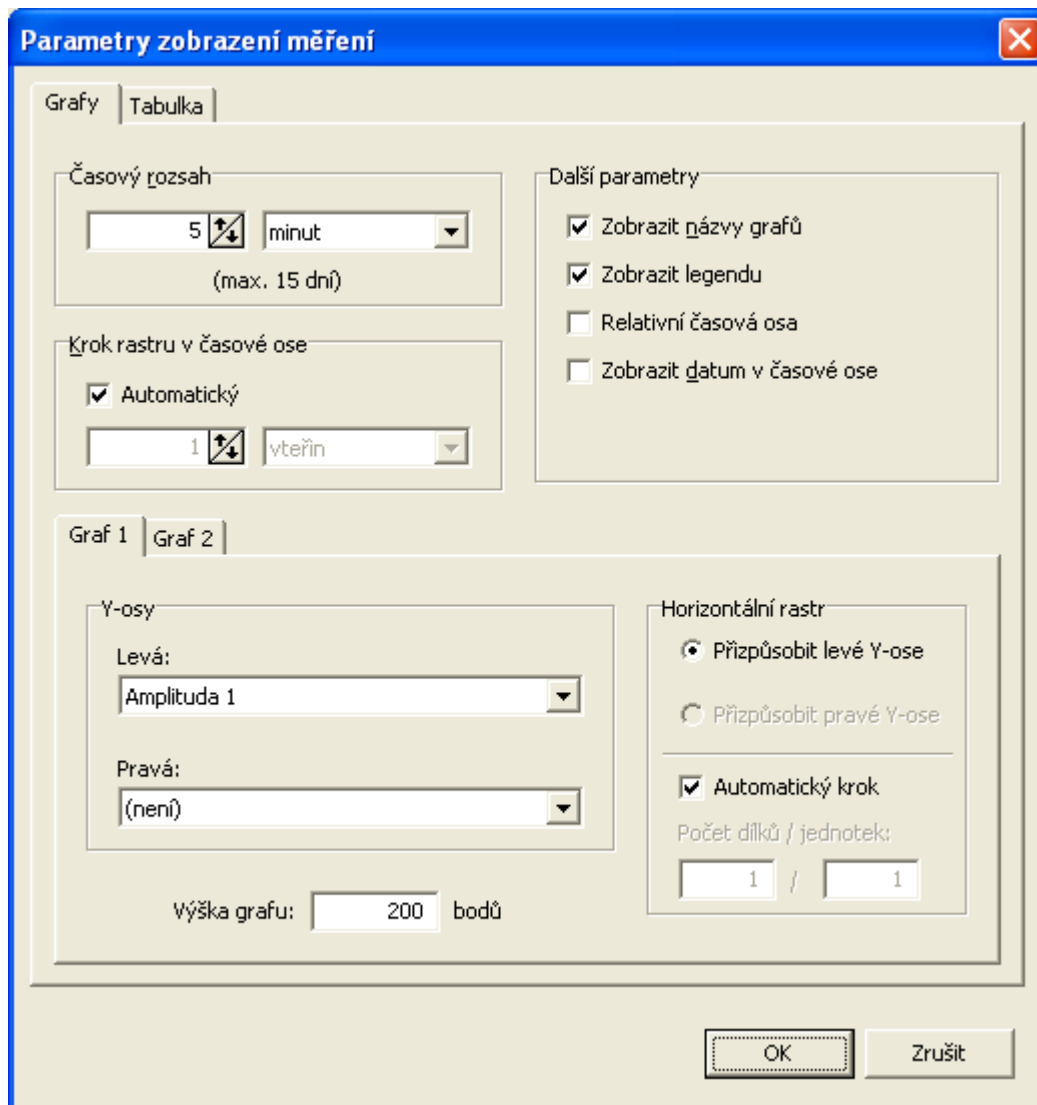 Parametry zobrazení měření
Grafy Tabulka
Časový rozsah
5 minut
(max. 15 dní)
Krok rastru v časové ose
Automatický
1 vteřin
Další parametry
Zobrazit názvy grafů
Zobrazit legendu
Relativní časová osa
Zobrazit datum v časové ose
Graf 1 Graf 2
Y-osy
Levá:
Amplituda 1
Pravá:
(není)
Výška grafu: 200 bodů
Horizontální rastr
Přizpůsobit levé Y-ose
Přizpůsobit pravé Y-ose
Automatický krok
Počet dílků / jednotek:
1 / 1
OK Zrušit